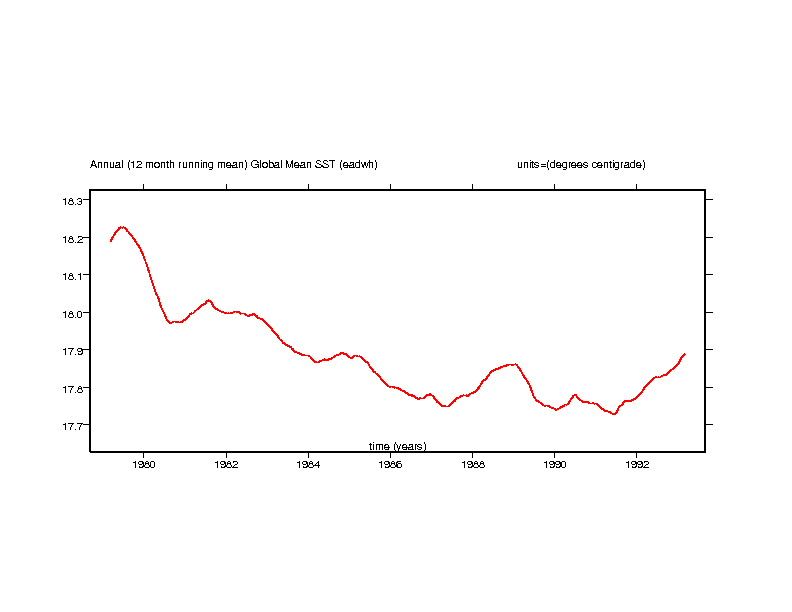 Annual (12 month running mean) Global Mean SST (eadwh) units=(degrees centigrade)
18.3
18.2
18.1
18.0
17.9
17.8
17.7
time (years)
1980 1982 1984 1986 1988 1990 1992